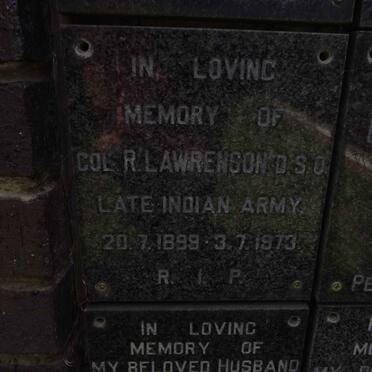 IN LOVING
MEMORY OF
COL R. LAWRENSON D.S.O.
LATE INDIAN ARMY.
20.7.1899 - 3.7.1973
R. I. P.
IN LOVING
MEMORY OF
MY BELOVED HUSBAND